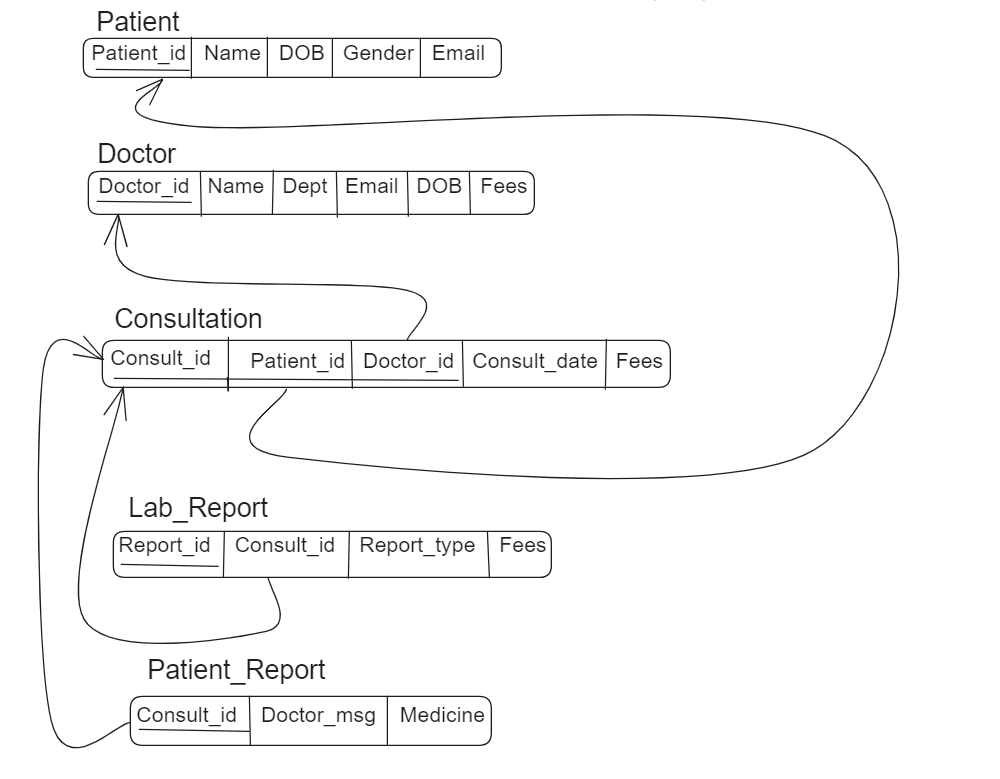 Patient
Patient_id Name DOB Gender Email
Doctor
Doctor_id Name Dept Email DOB Fees
Consultation
Consult_id Patient_id Doctor_id Consult_date Fees
Lab_Report
Report_id Consult_id Report_type Fees
Patient_Report
Consult_id Doctor_msg Medicine